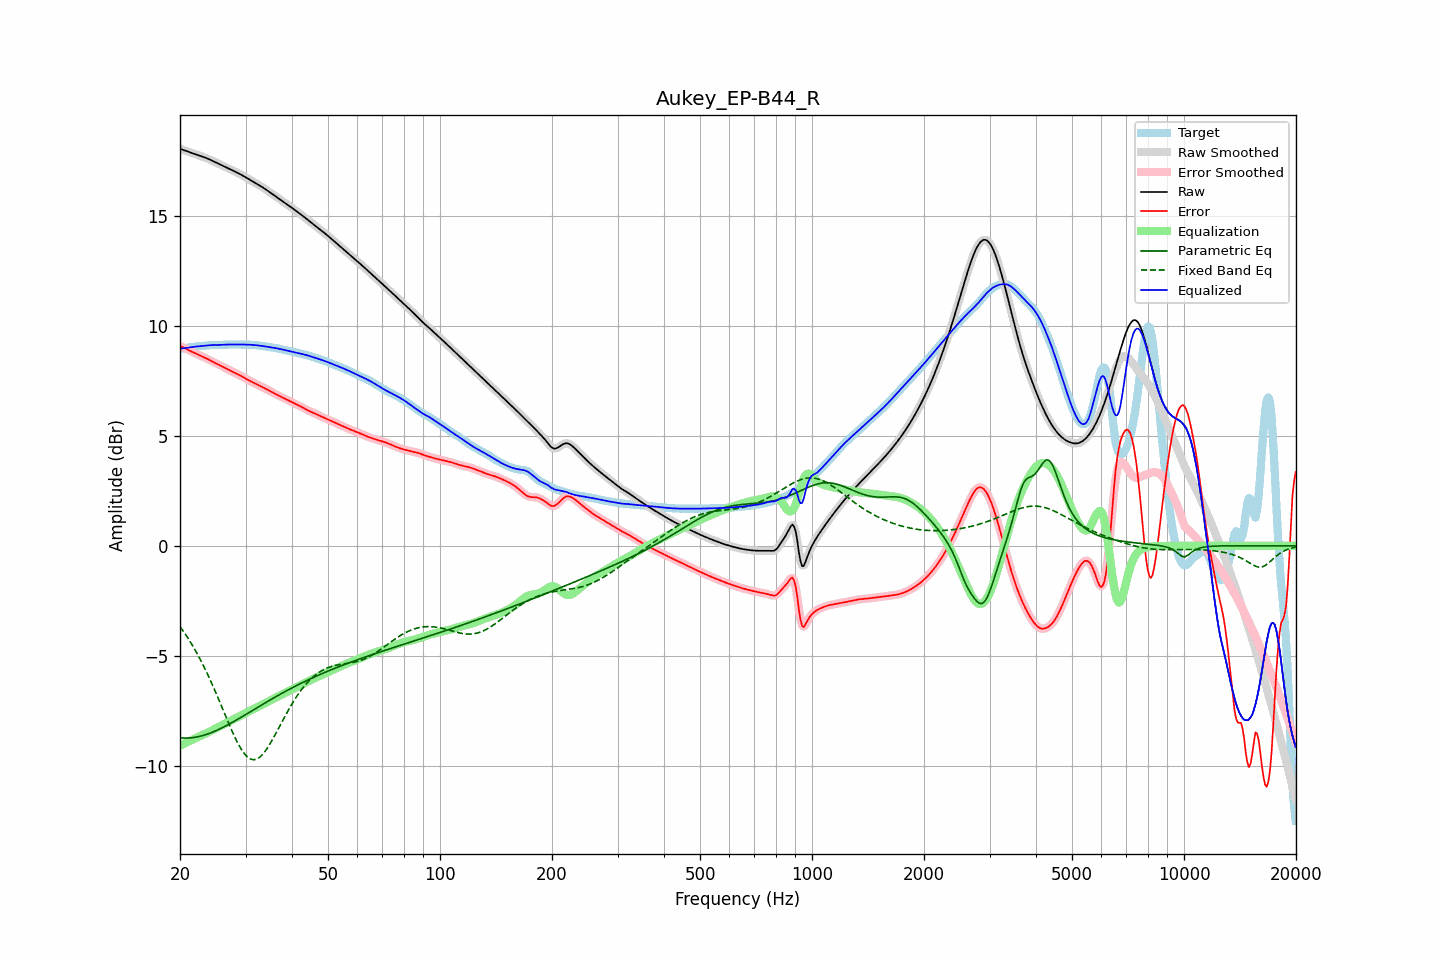 Aukey_EP-B44_R
Target
Raw Smoothed
Error Smoothed
Raw
Error
Equalization
Parametric Eq
Fixed Band Eq
Equalized
Amplitude (dBr)
15
10
5
0
−5
−10
20
50
100
200
500
1000
2000
5000
10000
20000
Frequency (Hz)